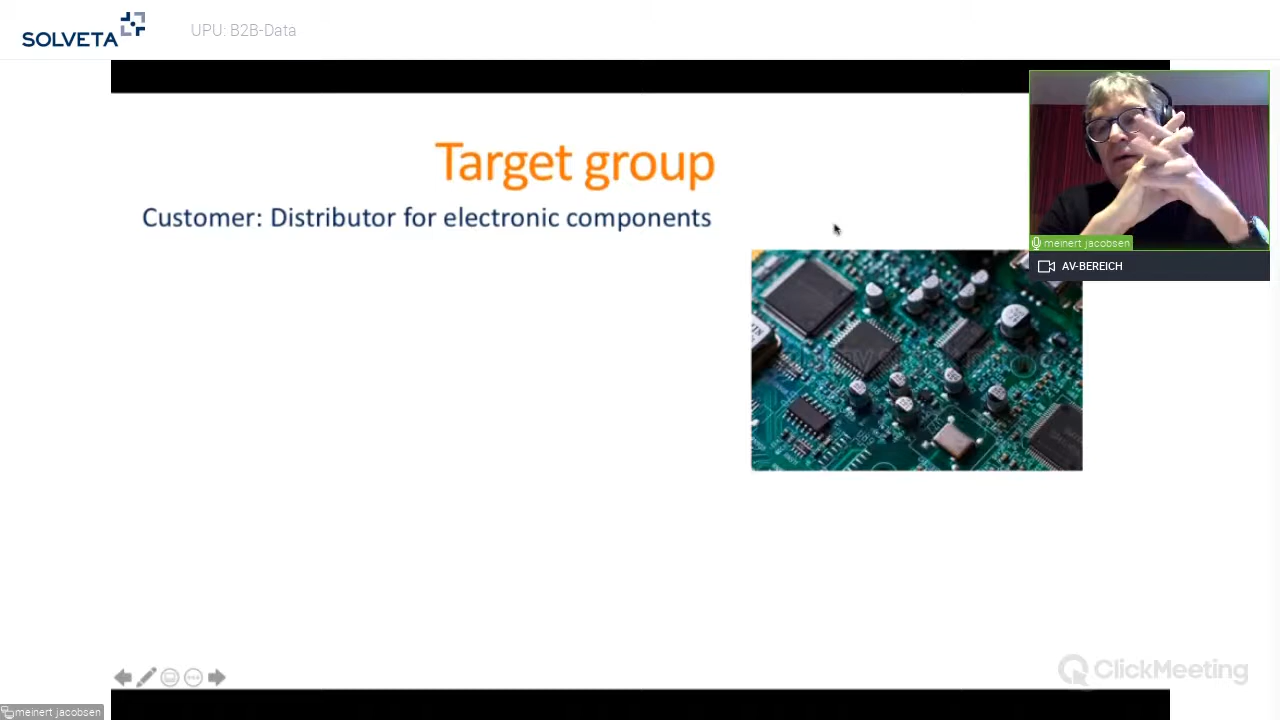 SOLVETA
UPU: B2B-Data
Target group
Customer: Distributor for electronic components
meinert jacobsen
AV-BEREICH
ClickMeeting
meinert jacobsen